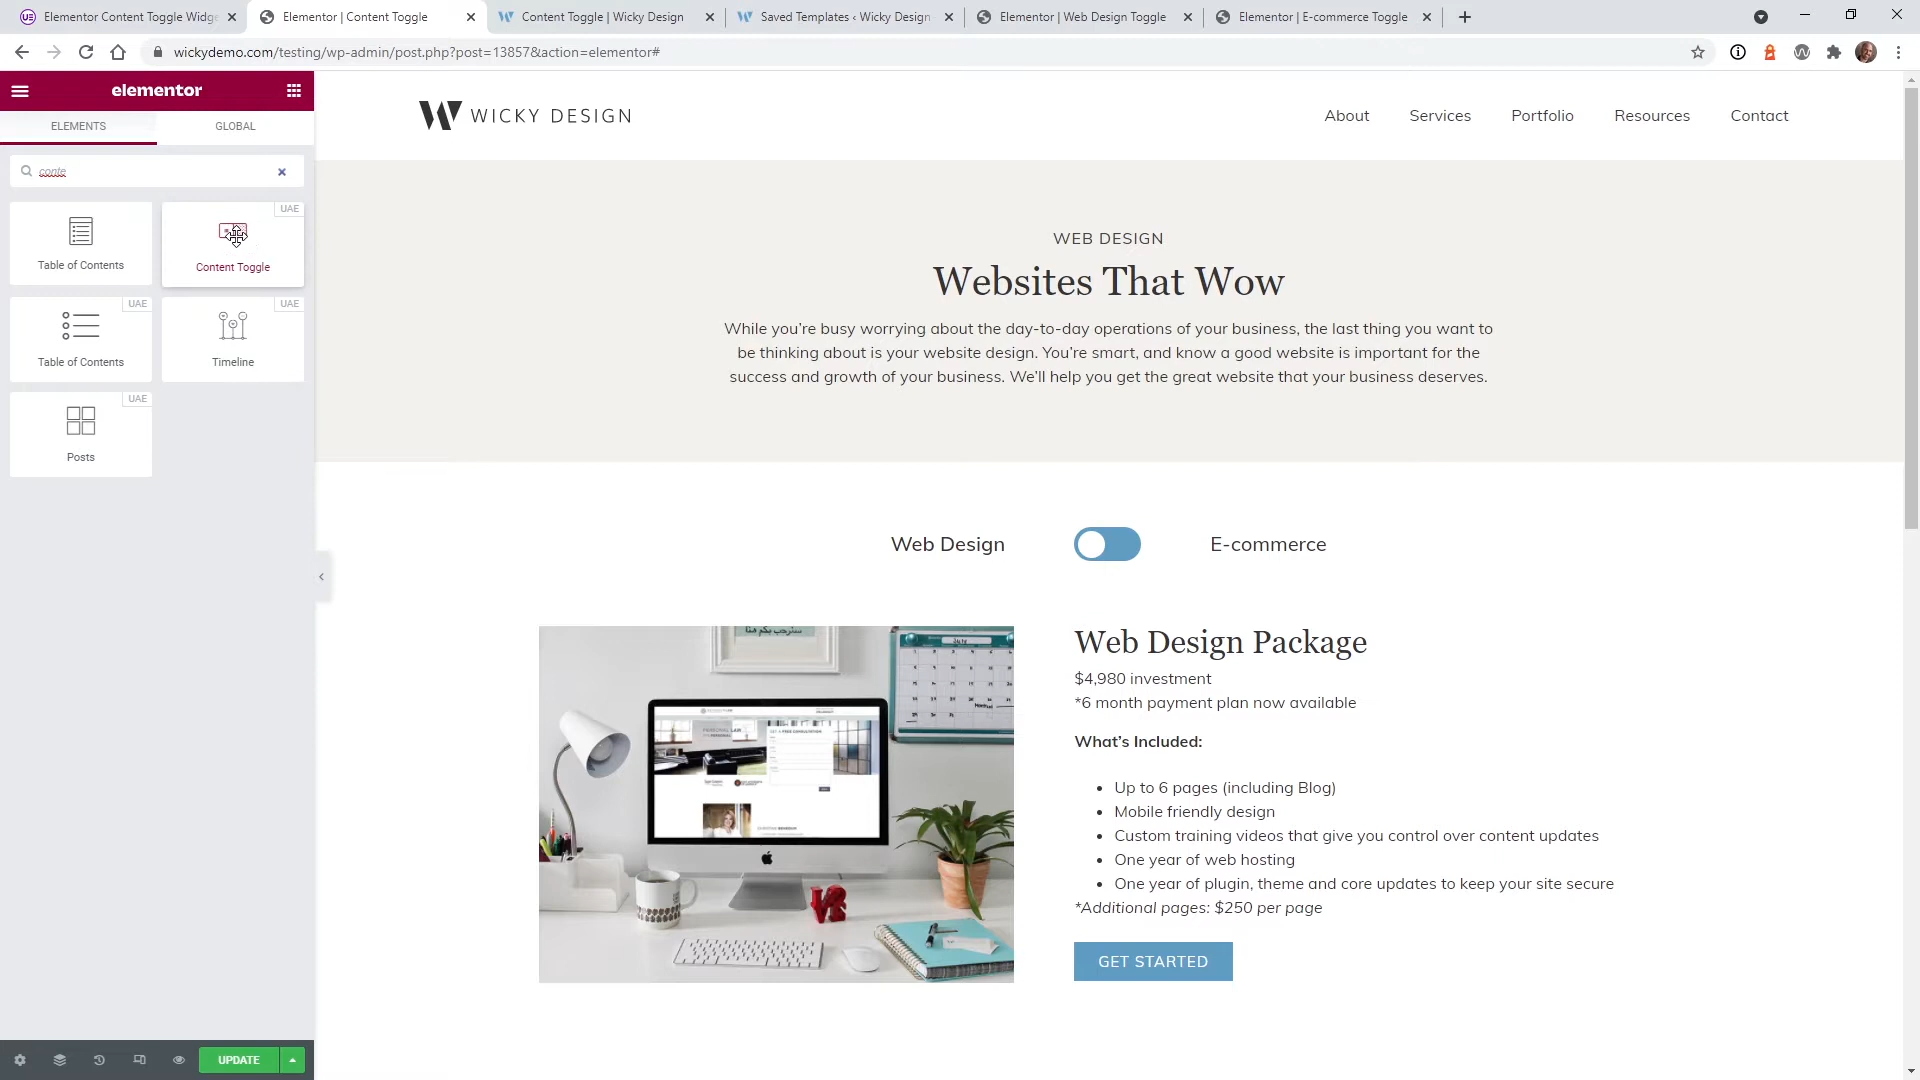 Elementor Content Toggle Widge
Elementor | Content Toggle
Content Toggle | Wicky Design
Saved Templates ‹ Wicky Design
Elementor | Web Design Toggle
Elementor | E-commerce Toggle
wickydemo.com/testing/wp-admin/post.php?post=13857&action=elementor#
elementor
ELEMENTS
GLOBAL
conte
Table of Contents
UAE
Content Toggle
UAE
Table of Contents
UAE
Timeline
UAE
Posts
UPDATE
WICKY DESIGN
About
Services
Portfolio
Resources
Contact
WEB DESIGN
Websites That Wow
While you’re busy worrying about the day-to-day operations of your business, the last thing you want to
be thinking about is your website design. You’re smart, and know a good website is important for the
success and growth of your business. We’ll help you get the great website that your business deserves.
Web Design
E-commerce
Web Design Package
$4,980 investment
*6 month payment plan now available
What’s Included:
• Up to 6 pages (including Blog)
• Mobile friendly design
• Custom training videos that give you control over content updates
• One year of web hosting
• One year of plugin, theme and core updates to keep your site secure
*Additional pages: $250 per page
GET STARTED